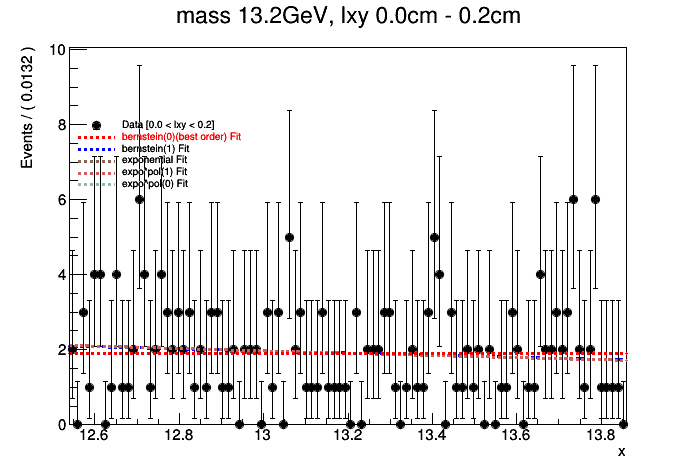 mass 13.2GeV, lxy 0.0cm - 0.2cm
Events / ( 0.0132 )
10
8
6
4
2
0
Data [0.0 < lxy < 0.2]
bernstein(0)(best order) Fit
bernstein(1) Fit
exponential Fit
expo*pol(1) Fit
expo*pol(0) Fit
12.6 12.8 13 13.2 13.4 13.6 13.8
x